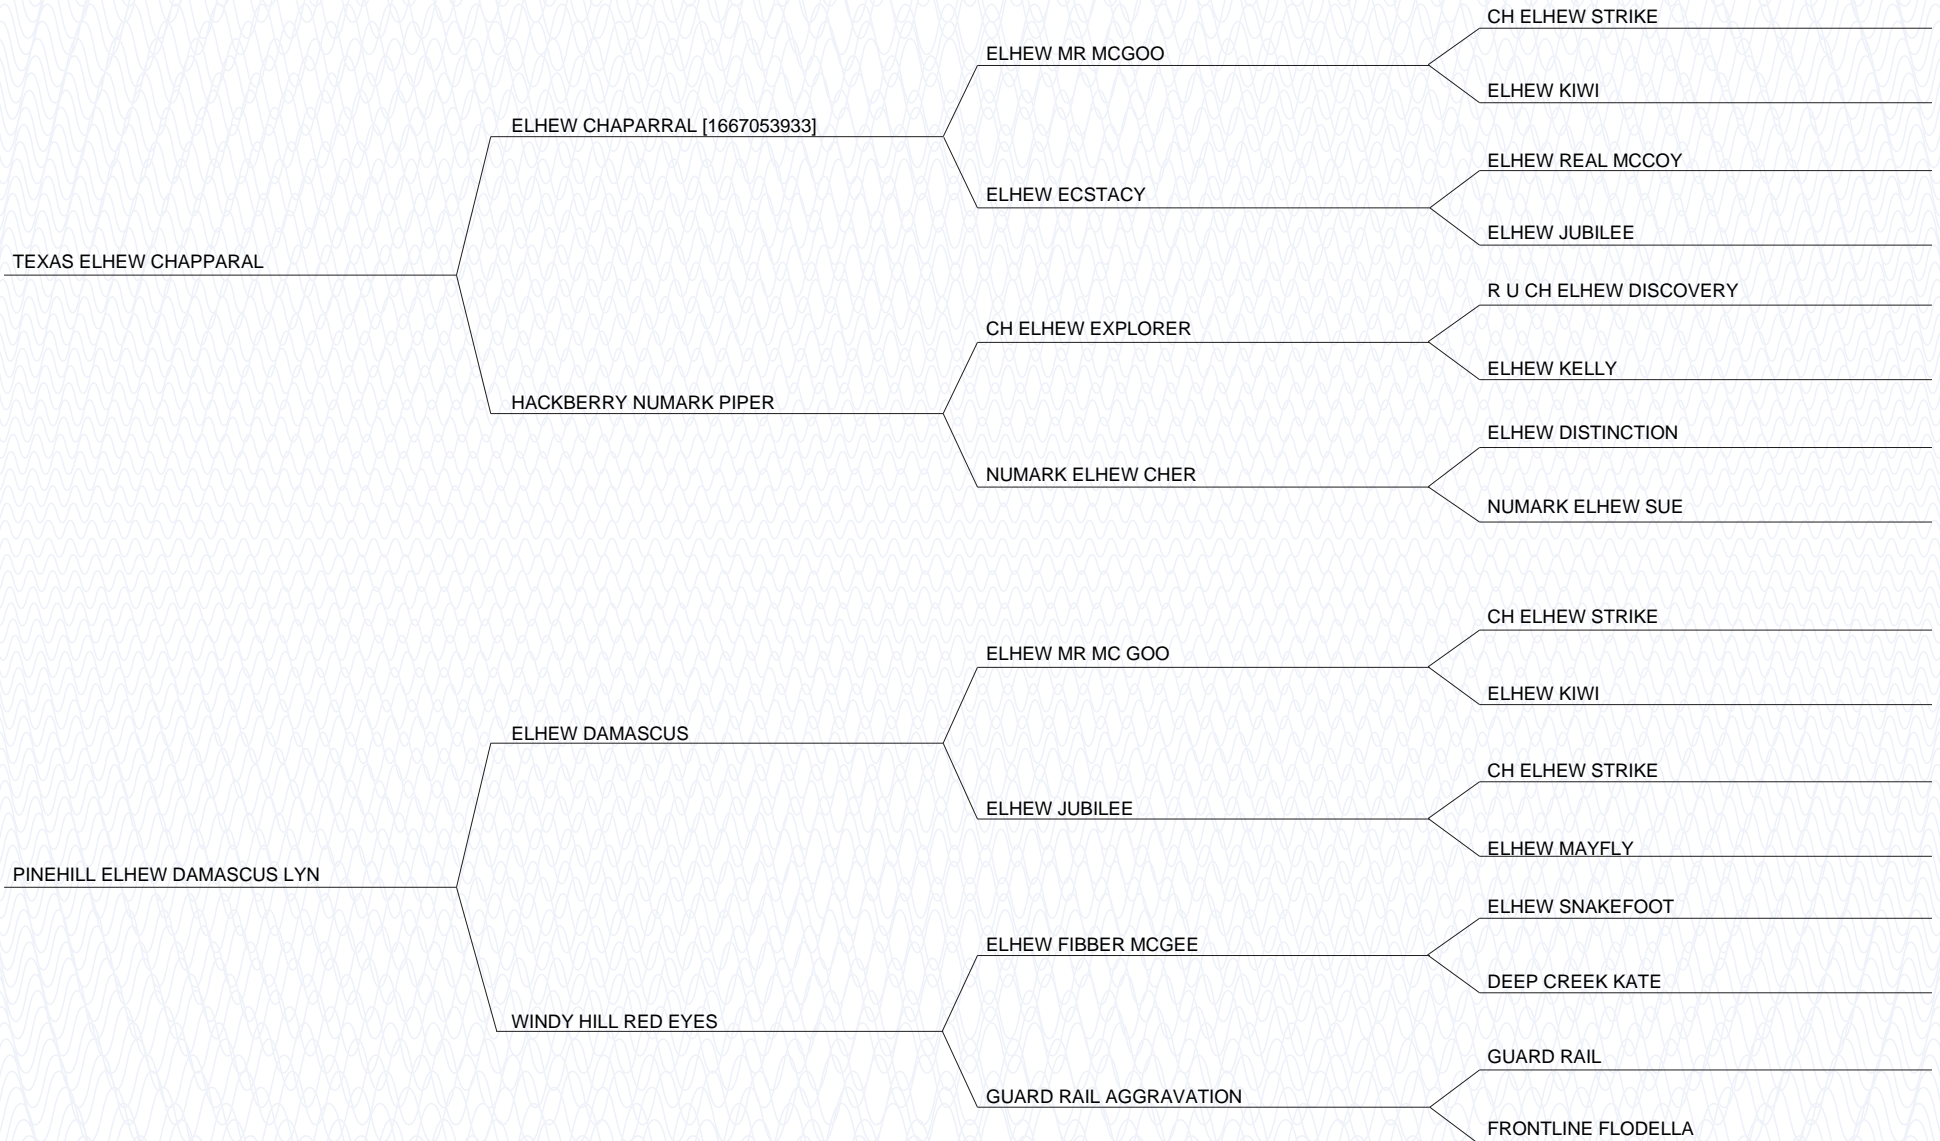 CH ELHEW STRIKE
ELHEW MR MCGOO
ELHEW KIWI
ELHEW CHAPARRAL [1667053933]
ELHEW REAL MCCOY
ELHEW ECSTACY
ELHEW JUBILEE
TEXAS ELHEW CHAPPARAL
R U CH ELHEW DISCOVERY
CH ELHEW EXPLORER
ELHEW KELLY
HACKBERRY NUMARK PIPER
ELHEW DISTINCTION
NUMARK ELHEW CHER
NUMARK ELHEW SUE
CH ELHEW STRIKE
ELHEW MR MC GOO
ELHEW KIWI
ELHEW DAMASCUS
CH ELHEW STRIKE
ELHEW JUBILEE
ELHEW MAYFLY
PINEHILL ELHEW DAMASCUS LYN
ELHEW SNAKEFOOT
ELHEW FIBBER MCGEE
DEEP CREEK KATE
WINDY HILL RED EYES
GUARD RAIL
GUARD RAIL AGGRAVATION
FRONTLINE FLODELLA